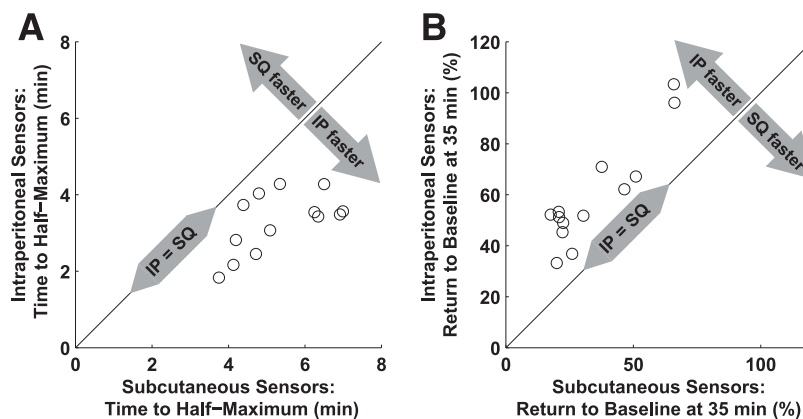 A
Intraperitoneal Sensors:
Time to Half−Maximum (min)
8
6
4
2
0
SQ faster
IP faster
IP = SQ
0 2 4 6 8
Subcutaneous Sensors:
Time to Half−Maximum (min)
B
Intraperitoneal Sensors:
Return to Baseline at 35 min (%)
120
100
80
60
40
20
0
IP faster
SQ faster
IP = SQ
0 50 100
Subcutaneous Sensors:
Return to Baseline at 35 min (%)